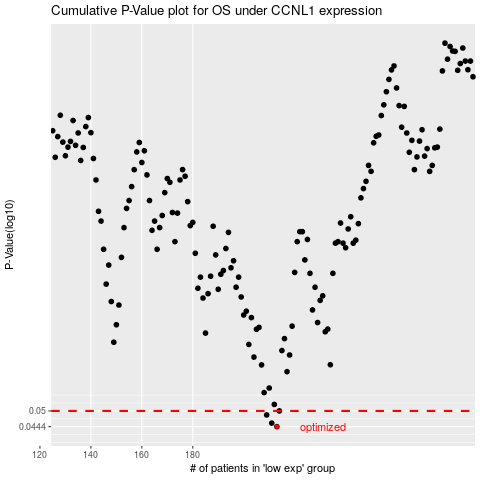 Cumulative P-Value plot for OS under CCNL1 expression
P-Value(log10)
0.05
0.0444
optimized
120 140 160 180
# of patients in 'low exp' group